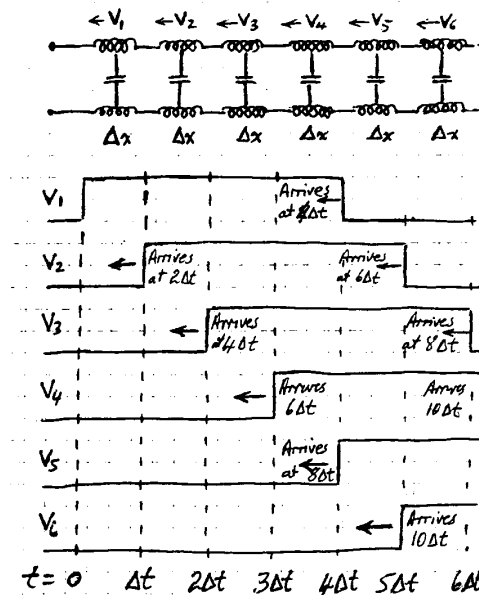 ←V₁ ←V₂ ←V₃ ←V₄ ←V₅ ←V₆
Δx Δx Δx Δx Δx Δx
V₁
Arrives
at 4Δt
V₂
Arrives
at 2Δt
Arrives
at 6Δt
V₃
Arrives
at 4Δt
Arrives
at 8Δt
V₄
Arrives
6Δt
Arrives
10Δt
V₅
Arrives
at 8Δt
V₆
Arrives
10Δt
t=0 Δt 2Δt 3Δt 4Δt 5Δt 6Δt